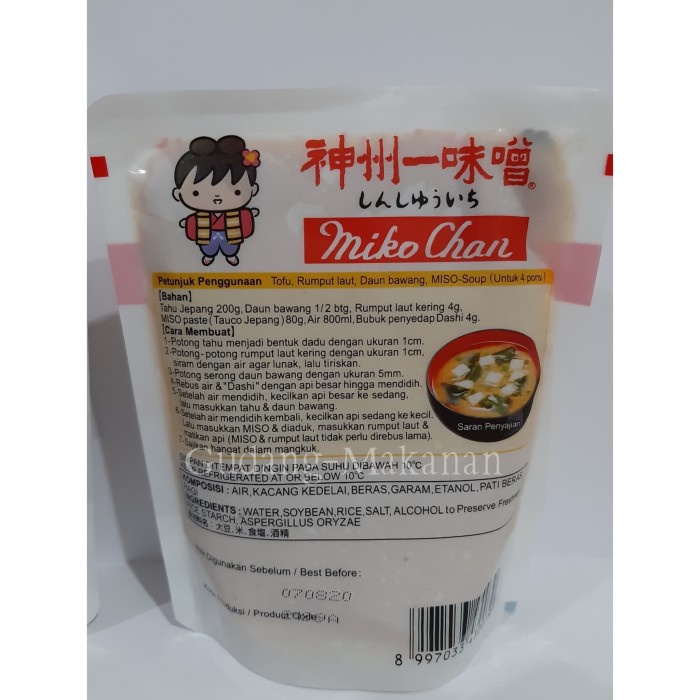 神州一味噌®
しんしゅういち
Miko Chan
Petunjuk Penggunaan Tofu, Rumput laut, Daun bawang, MISO-Soup (Untuk 4 porsi)
【Bahan】
Tahu Jepang 200g, Daun bawang 1/2 btg, Rumput laut kering 4g,
MISO paste (Tauco Jepang) 80g, Air 800ml, Bubuk penyedap Dashi 4g.
【Cara Membuat】
1-Potong tahu menjadi bentuk dadu dengan ukuran 1cm.
2-Potong-potong rumput laut kering dengan ukuran 1cm,
siram dengan air agar lunak, lalu tiriskan.
3-Potong serong daun bawang dengan ukuran 5mm.
4-Rebus air & "Dashi" dengan api besar hingga mendidih.
5-Setelah air mendidih, kecilkan api besar ke sedang,
lalu masukkan tahu & daun bawang.
6-Setelah air mendidih kembali, kecilkan api sedang ke kecil.
Lalu masukkan MISO & diaduk, masukkan rumput laut &
matikan api (MISO & rumput laut tidak perlu direbus lama).
7-Sajikan hangat dalam mangkuk.
Saran Penyajian
Gudang-Makanan
DITEMPAT DINGIN PADA SUHU DIBAWAH 10°C
REFRIGERATED AT OR BELOW 10°C
KOMPOSISI : AIR, KACANG KEDELAI, BERAS, GARAM, ETANOL, PATI BERAS,
RAGI
INGREDIENTS : WATER, SOYBEAN, RICE, SALT, ALCOHOL to Preserve
RICE STARCH, ASPERGILLUS ORYZAE
：大豆、米、食塩、酒精
Digunakan Sebelum / Best Before :
070820
Produksi / Product Code :
8 99703